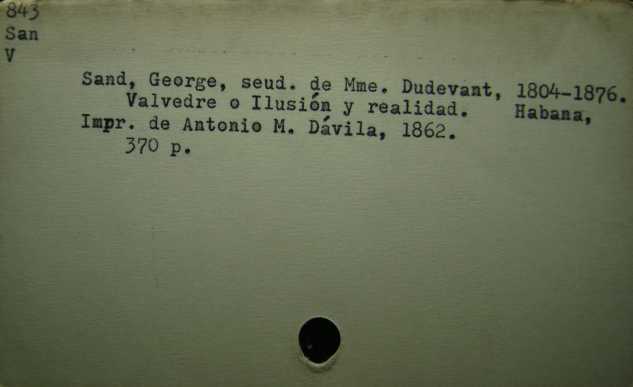 843
San
V
Sand, George, seud. de Mme. Dudevant, 1804-1876.
Valvedre o Ilusión y realidad. Habana,
Impr. de Antonio M. Dávila, 1862.
370 p.